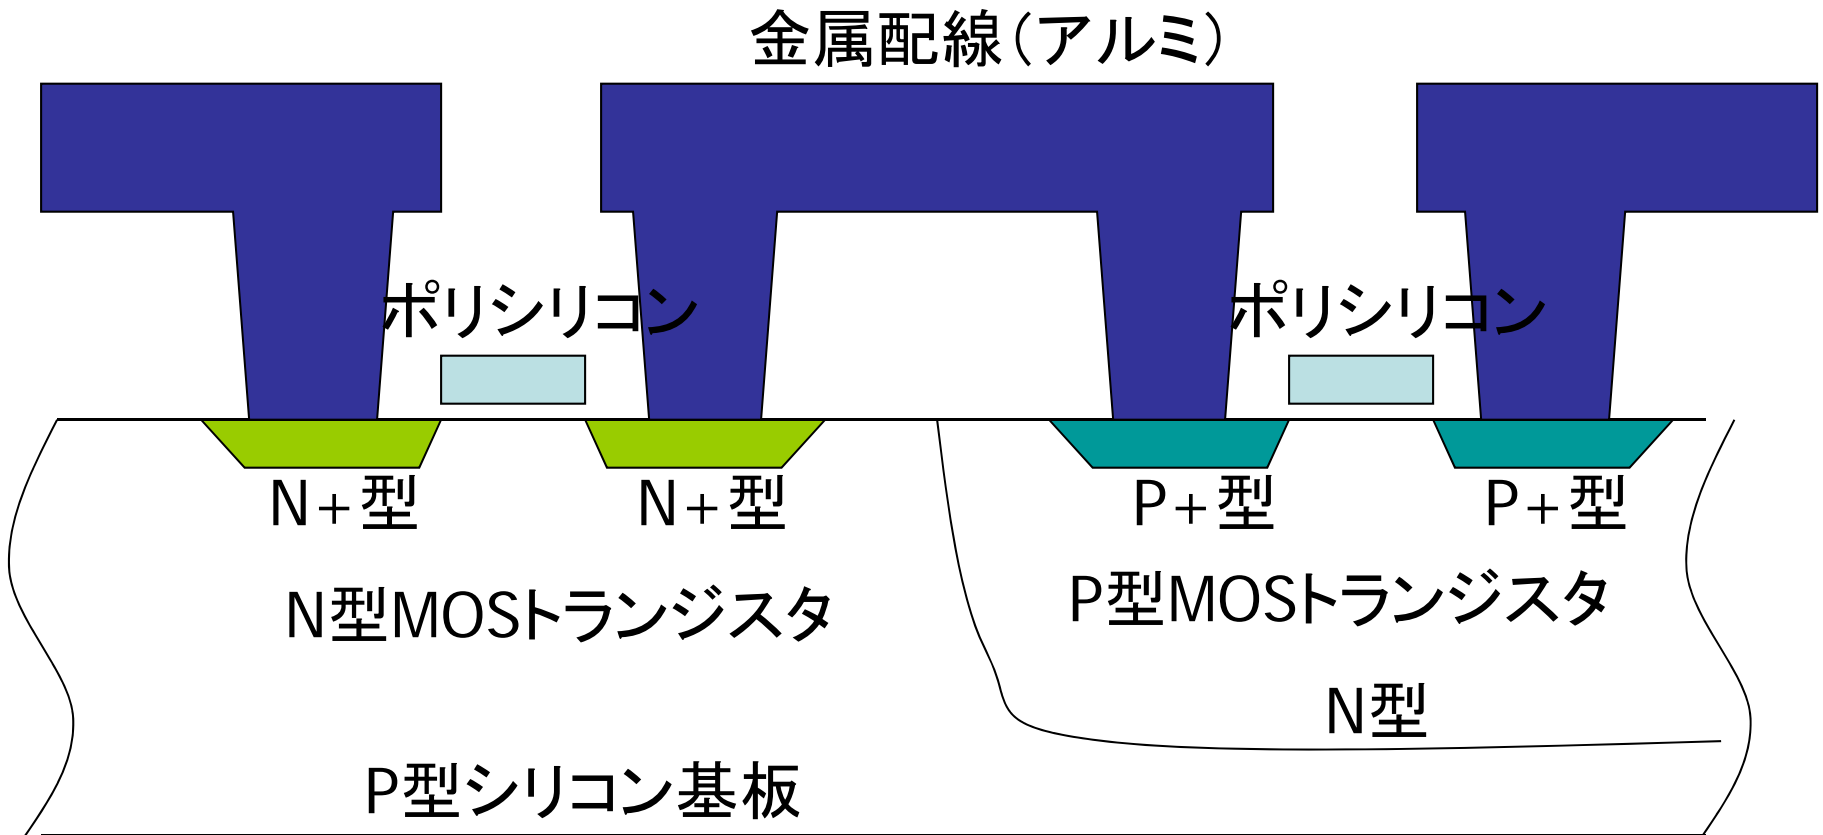 金属配線(アルミ)
ポリシリコン
ポリシリコン
N+型
N+型
P+型
P+型
N型MOSトランジスタ
P型MOSトランジスタ
N型
P型シリコン基板